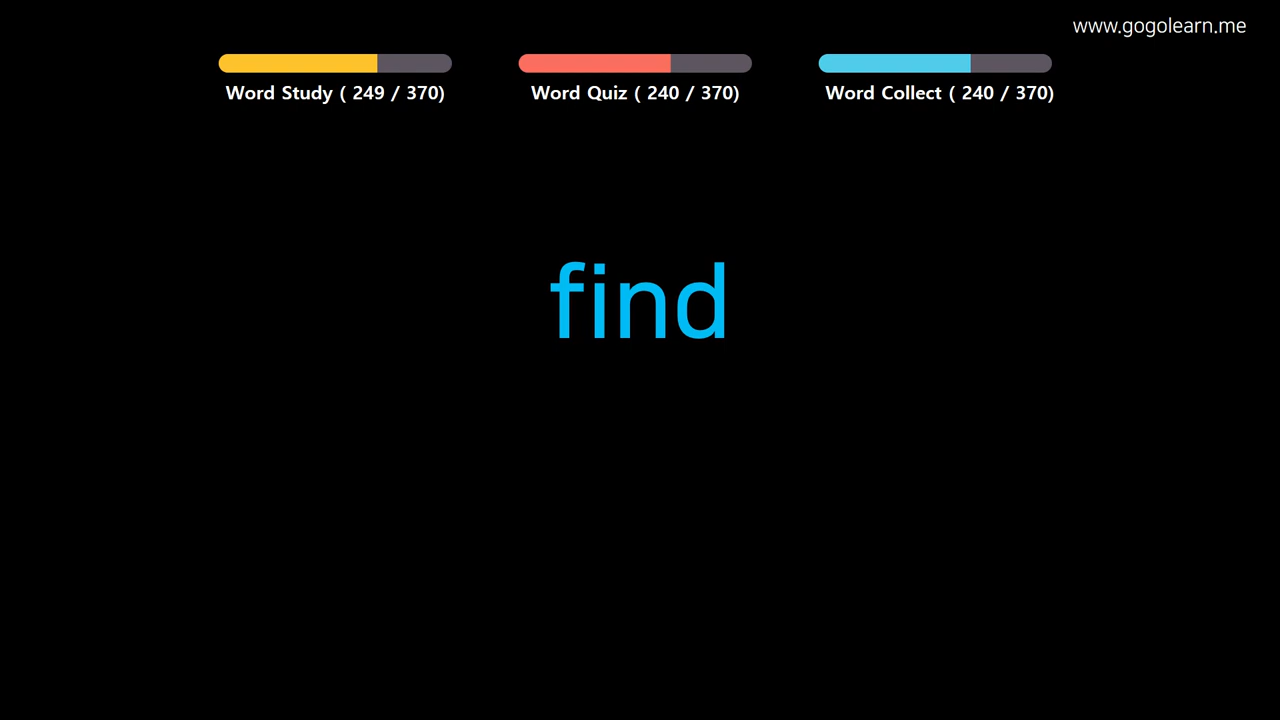 www.gogolearn.me
Word Study ( 249 / 370) Word Quiz ( 240 / 370) Word Collect ( 240 / 370)
find